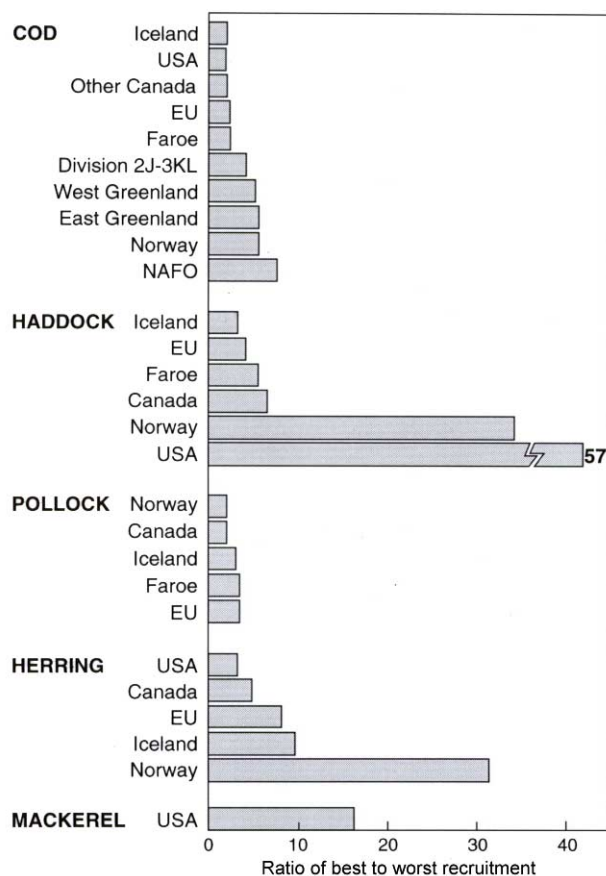 COD Iceland
USA
Other Canada
EU
Faroe
Division 2J-3KL
West Greenland
East Greenland
Norway
NAFO
HADDOCK Iceland
EU
Faroe
Canada
Norway
USA 57
POLLOCK Norway
Canada
Iceland
Faroe
EU
HERRING USA
Canada
EU
Iceland
Norway
MACKEREL USA
0 10 20 30 40
Ratio of best to worst recruitment